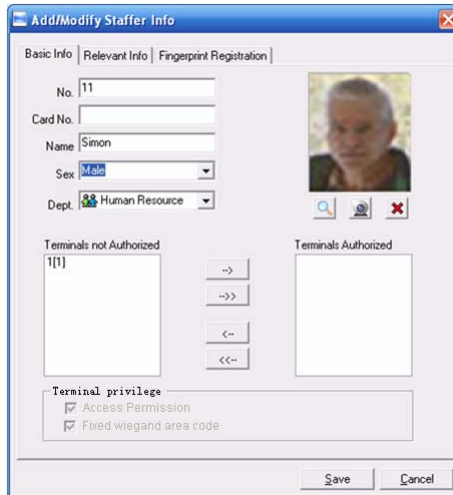 Add/Modify Staffer Info
Basic Info Relevant Info Fingerprint Registration
No. 11
Card No.
Name Simon
Sex Male
Dept. Human Resource
Terminals not Authorized Terminals Authorized
1[1]
-->
-->>
<--
<<--
Terminal privilege
Access Permission
Fixed wiegand area code
Save Cancel